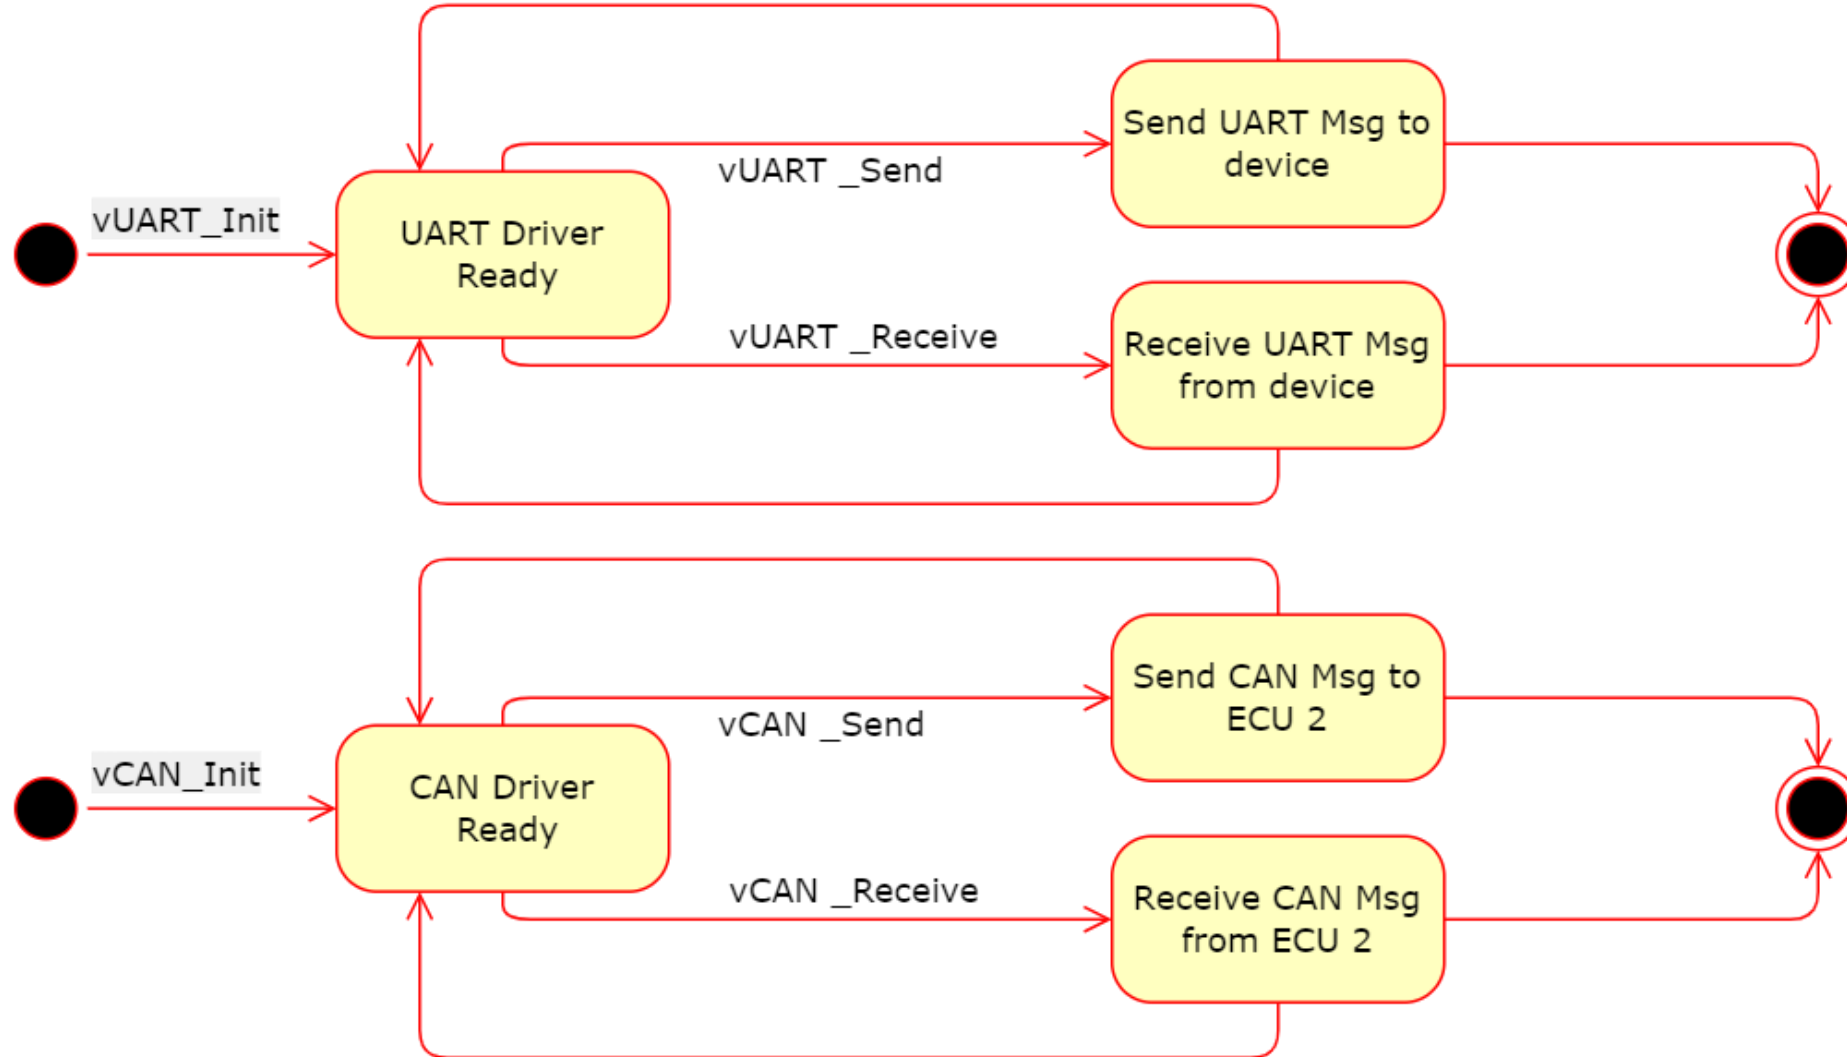 vUART_Init
UART Driver
Ready
vUART _Send
Send UART Msg to
device
vUART _Receive
Receive UART Msg
from device
vCAN_Init
CAN Driver
Ready
vCAN _Send
Send CAN Msg to
ECU 2
vCAN _Receive
Receive CAN Msg
from ECU 2